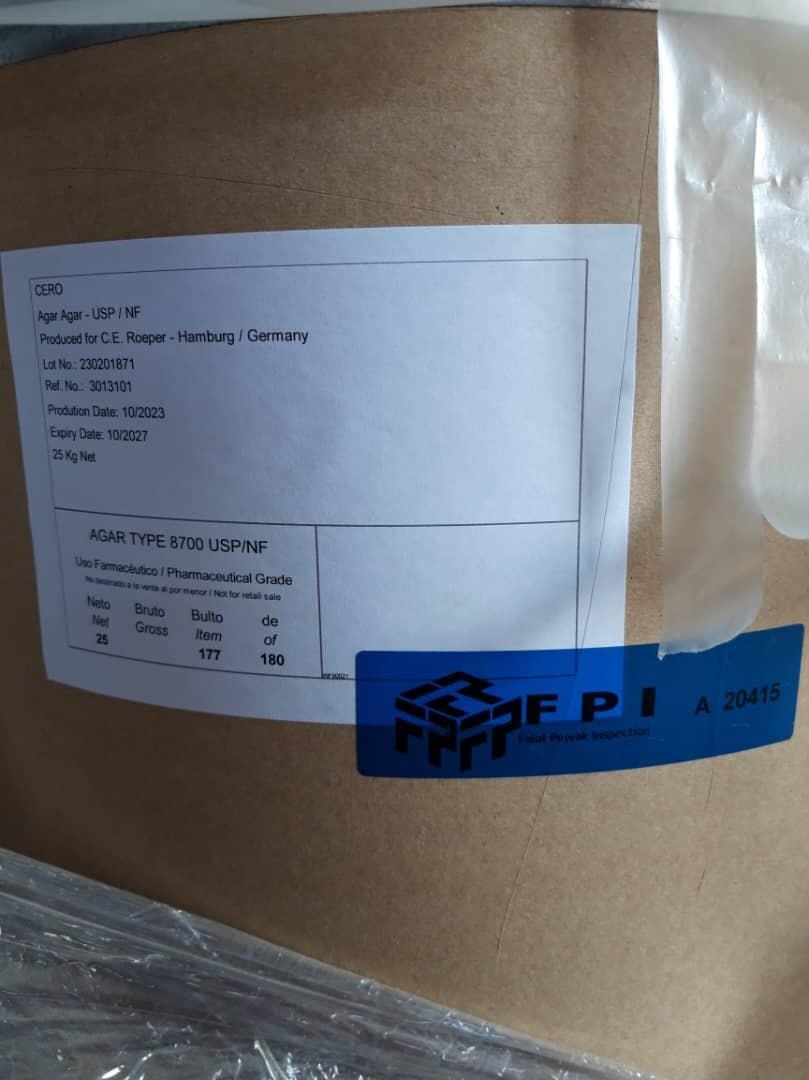 CERO
Agar Agar - USP / NF
Produced for C.E. Roeper - Hamburg / Germany
Lot No.: 230201871
Ref. No.: 3013101
Prodution Date: 10/2023
Expiry Date: 10/2027
25 Kg Net
AGAR TYPE 8700 USP/NF
Uso Farmacéutico / Pharmaceutical Grade
No destinado a la venta al por menor / Not for retail sale
Neto Bruto Bulto de
Net Gross Item of
25 177 180
FPI A 20415
Falat Pejvak Inspection